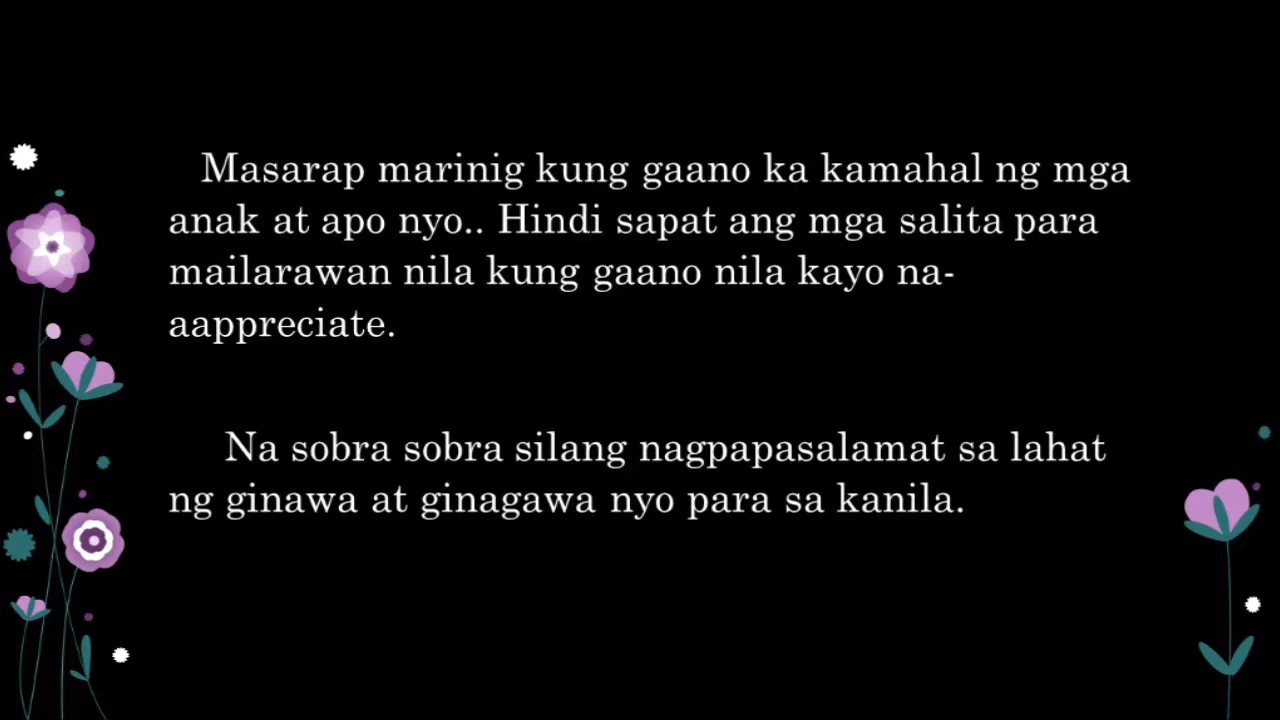 Masarap marinig kung gaano ka kamahal ng mga
anak at apo nyo.. Hindi sapat ang mga salita para
mailarawan nila kung gaano nila kayo na-
aappreciate.
Na sobra sobra silang nagpapasalamat sa lahat
ng ginawa at ginagawa nyo para sa kanila.